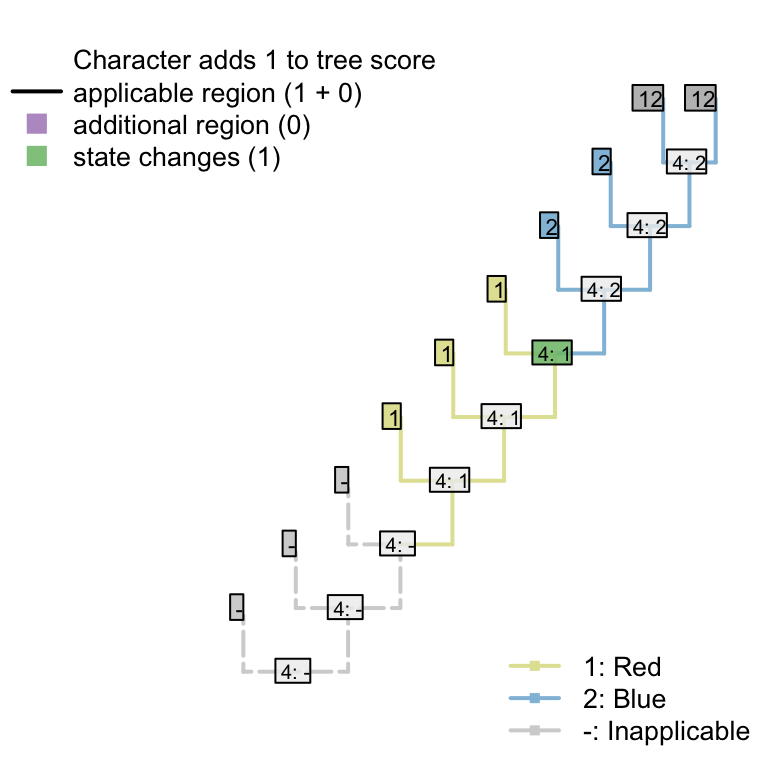 Character adds 1 to tree score
applicable region (1 + 0)
additional region (0)
state changes (1)
12 12
2 4: 2
2 4: 2
1 4: 2
1 4: 1
1 4: 1
- 4: 1
- 4: -
- 4: -
4: -
1: Red
2: Blue
-: Inapplicable